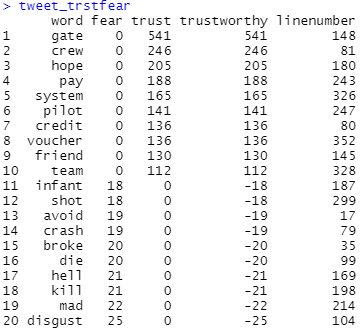 > tweet_trstfear
word fear trust trustworthy linenumber
1 gate 0 541 541 148
2 crew 0 246 246 81
3 hope 0 205 205 180
4 pay 0 188 188 243
5 system 0 165 165 326
6 pilot 0 141 141 247
7 credit 0 136 136 80
8 voucher 0 136 136 352
9 friend 0 130 130 145
10 team 0 112 112 328
11 infant 18 0 -18 187
12 shot 18 0 -18 299
13 avoid 19 0 -19 17
14 crash 19 0 -19 79
15 broke 20 0 -20 35
16 die 20 0 -20 99
17 hell 21 0 -21 169
18 kill 21 0 -21 198
19 mad 22 0 -22 214
20 disgust 25 0 -25 104